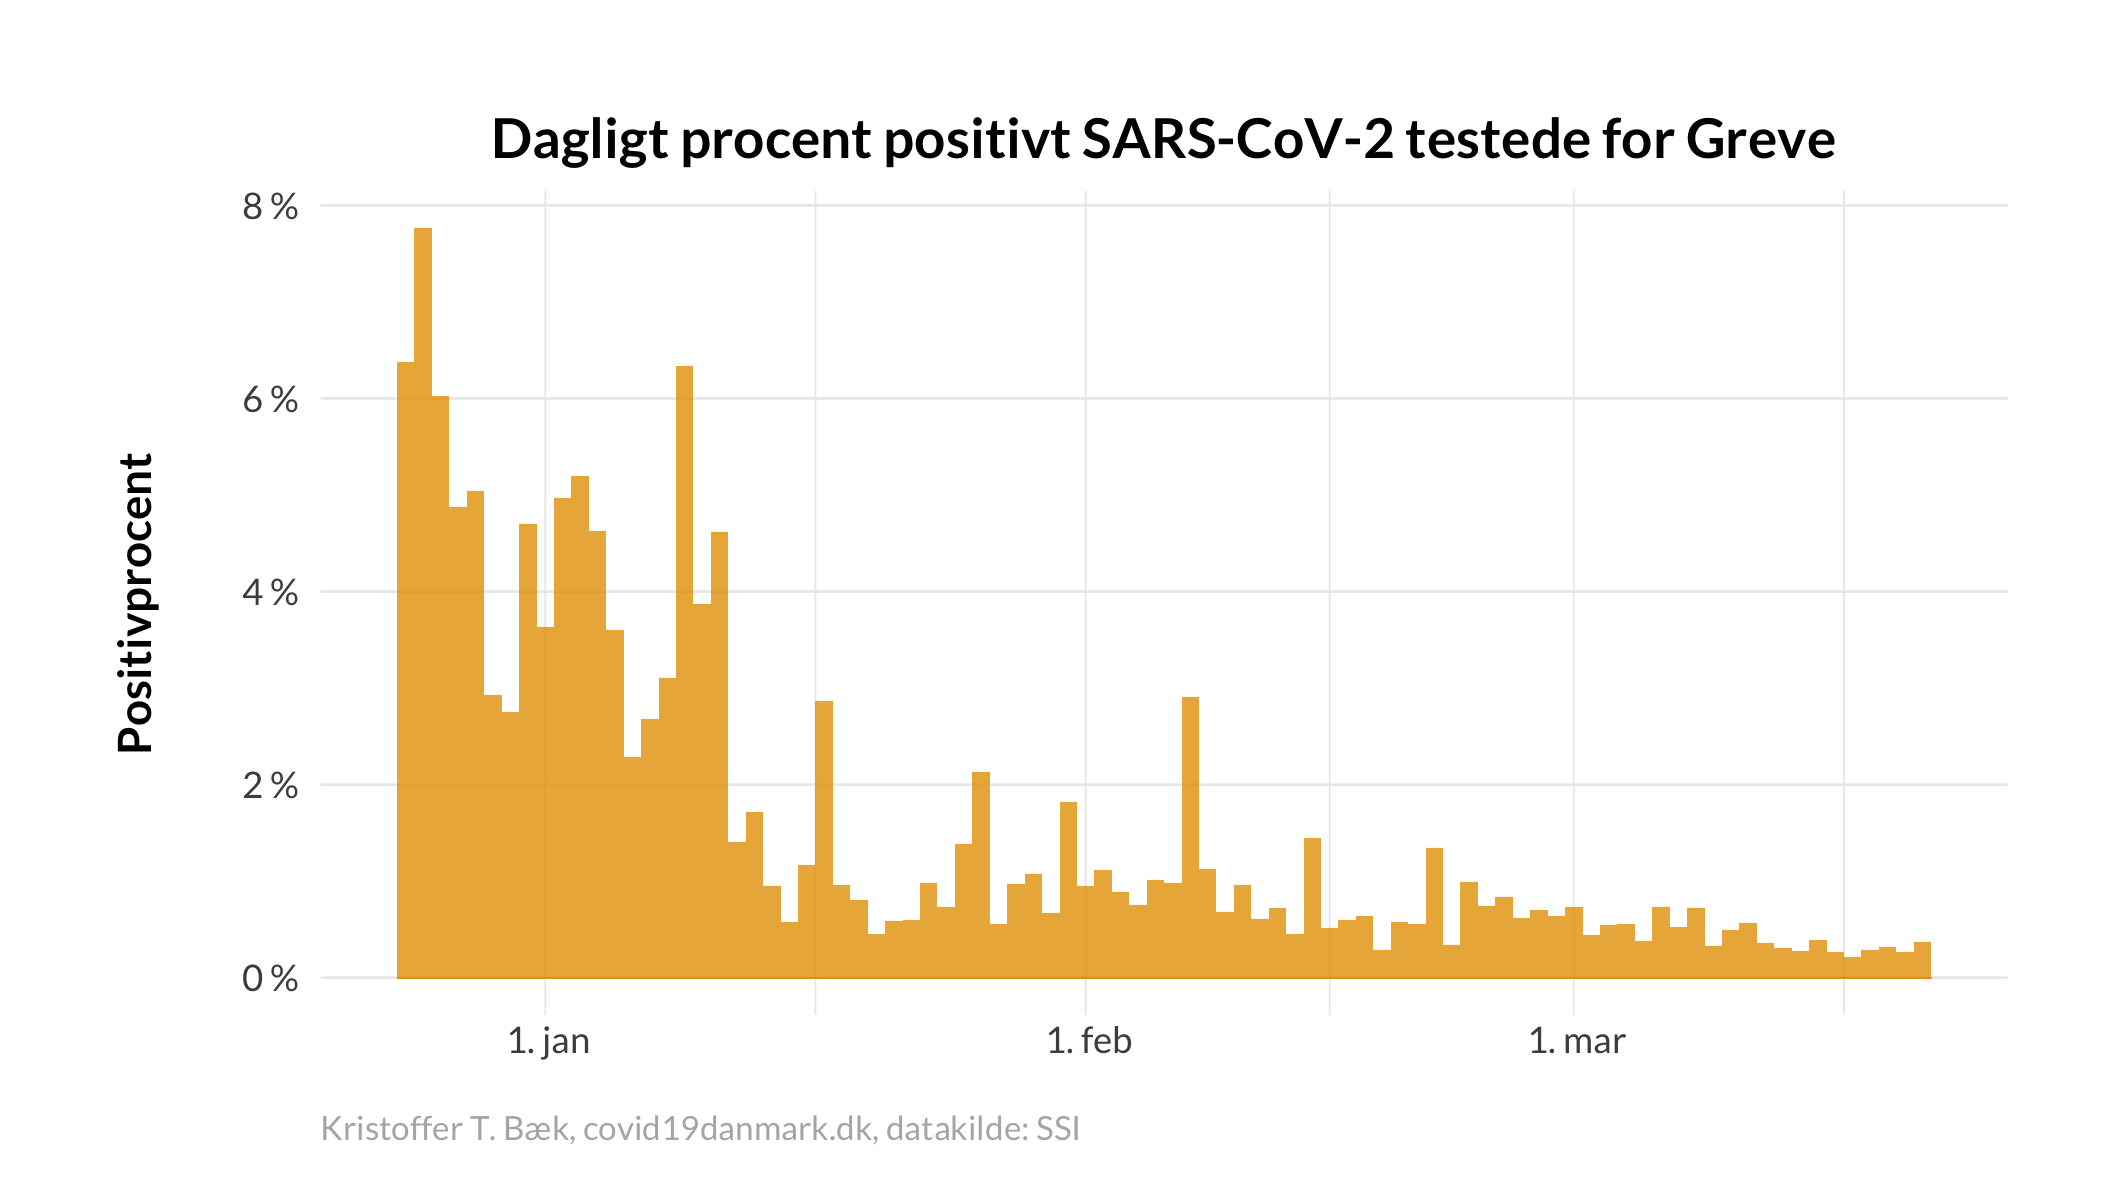 Dagligt procent positivt SARS-CoV-2 testede for Greve
Positivprocent
8 %
6 %
4 %
2 %
0 %
1. jan
1. feb
1. mar
Kristoffer T. Bæk, covid19danmark.dk, datakilde: SSI